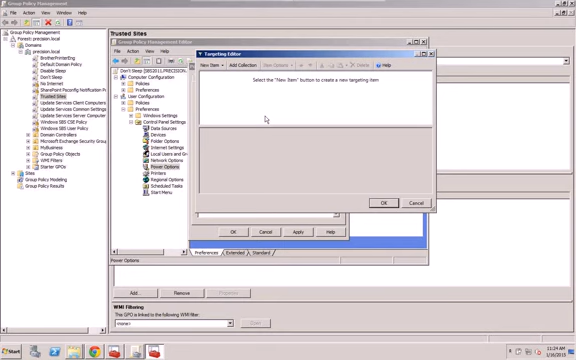 Group Policy Management
File Action View Window Help
Group Policy Management
Forest: precision.local
Domains
precision.local
BrotherPrinterEng
Default Domain Policy
Disable Sleep
Don't Sleep
No Internet
SharePoint Psconfig Notification
Trusted Sites
Update Services Client Computers
Update Services Common Settings
Update Services Server Computers
Windows SBS CSE Policy
Windows SBS User Policy
Domain Controllers
Microsoft Exchange Security Group
MyBusiness
Group Policy Objects
WMI Filters
Starter GPOs
Sites
Group Policy Modeling
Group Policy Results
Trusted Sites
Group Policy Management Editor
File Action View Help
Don't Sleep [SBS2011.PRECISION
Computer Configuration
Policies
Preferences
User Configuration
Policies
Preferences
Windows Settings
Control Panel Settings
Data Sources
Devices
Folder Options
Internet Settings
Local Users and Gr
Network Options
Power Options
Printers
Regional Options
Scheduled Tasks
Start Menu
Targeting Editor
New Item Add Collection Item Options Delete Help
Select the "New Item" button to create a new targeting item
OK Cancel
OK Cancel Apply Help
Preferences Extended Standard
Power Options
Add... Remove Properties
WMI Filtering
This GPO is linked to the following WMI filter:
<none> Open
Start
11:24 AM
1/16/2015